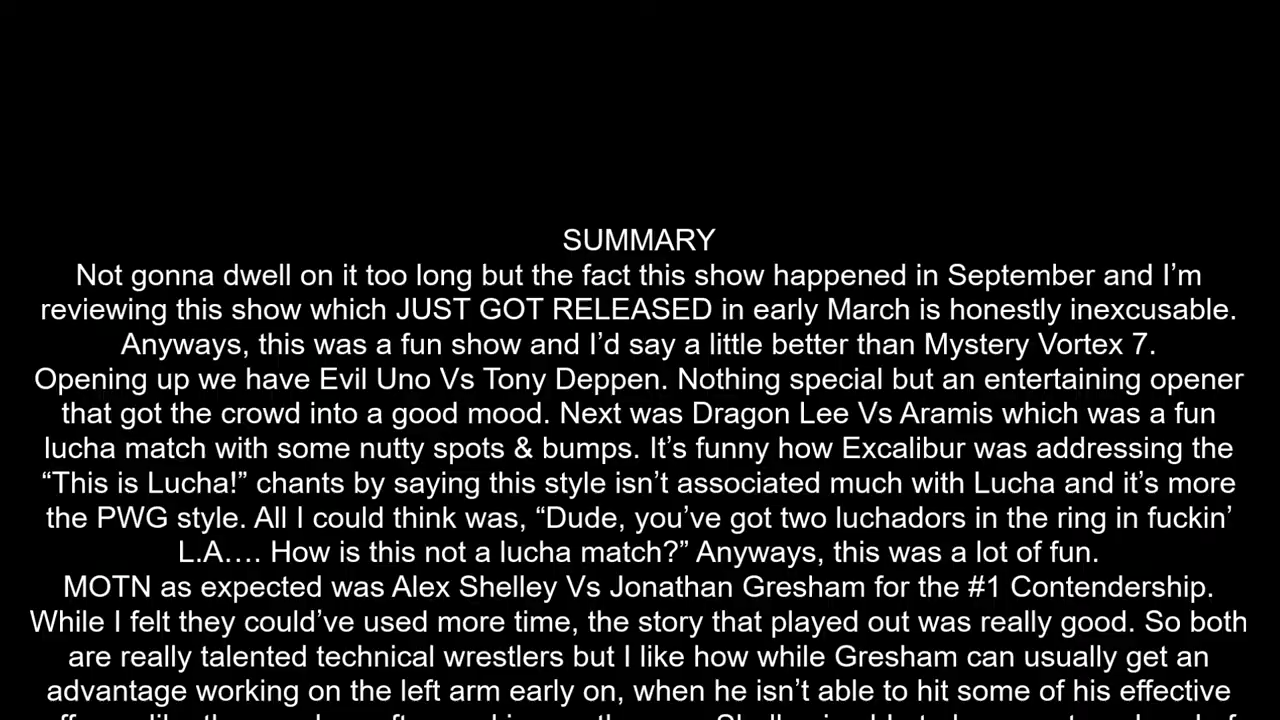 SUMMARY
Not gonna dwell on it too long but the fact this show happened in September and I’m
reviewing this show which JUST GOT RELEASED in early March is honestly inexcusable.
Anyways, this was a fun show and I’d say a little better than Mystery Vortex 7.
Opening up we have Evil Uno Vs Tony Deppen. Nothing special but an entertaining opener
that got the crowd into a good mood. Next was Dragon Lee Vs Aramis which was a fun
lucha match with some nutty spots & bumps. It’s funny how Excalibur was addressing the
“This is Lucha!” chants by saying this style isn’t associated much with Lucha and it’s more
the PWG style. All I could think was, “Dude, you’ve got two luchadors in the ring in fuckin’
L.A…. How is this not a lucha match?” Anyways, this was a lot of fun.
MOTN as expected was Alex Shelley Vs Jonathan Gresham for the #1 Contendership.
While I felt they could’ve used more time, the story that played out was really good. So both
are really talented technical wrestlers but I like how while Gresham can usually get an
advantage working on the left arm early on, when he isn’t able to hit some of his effective